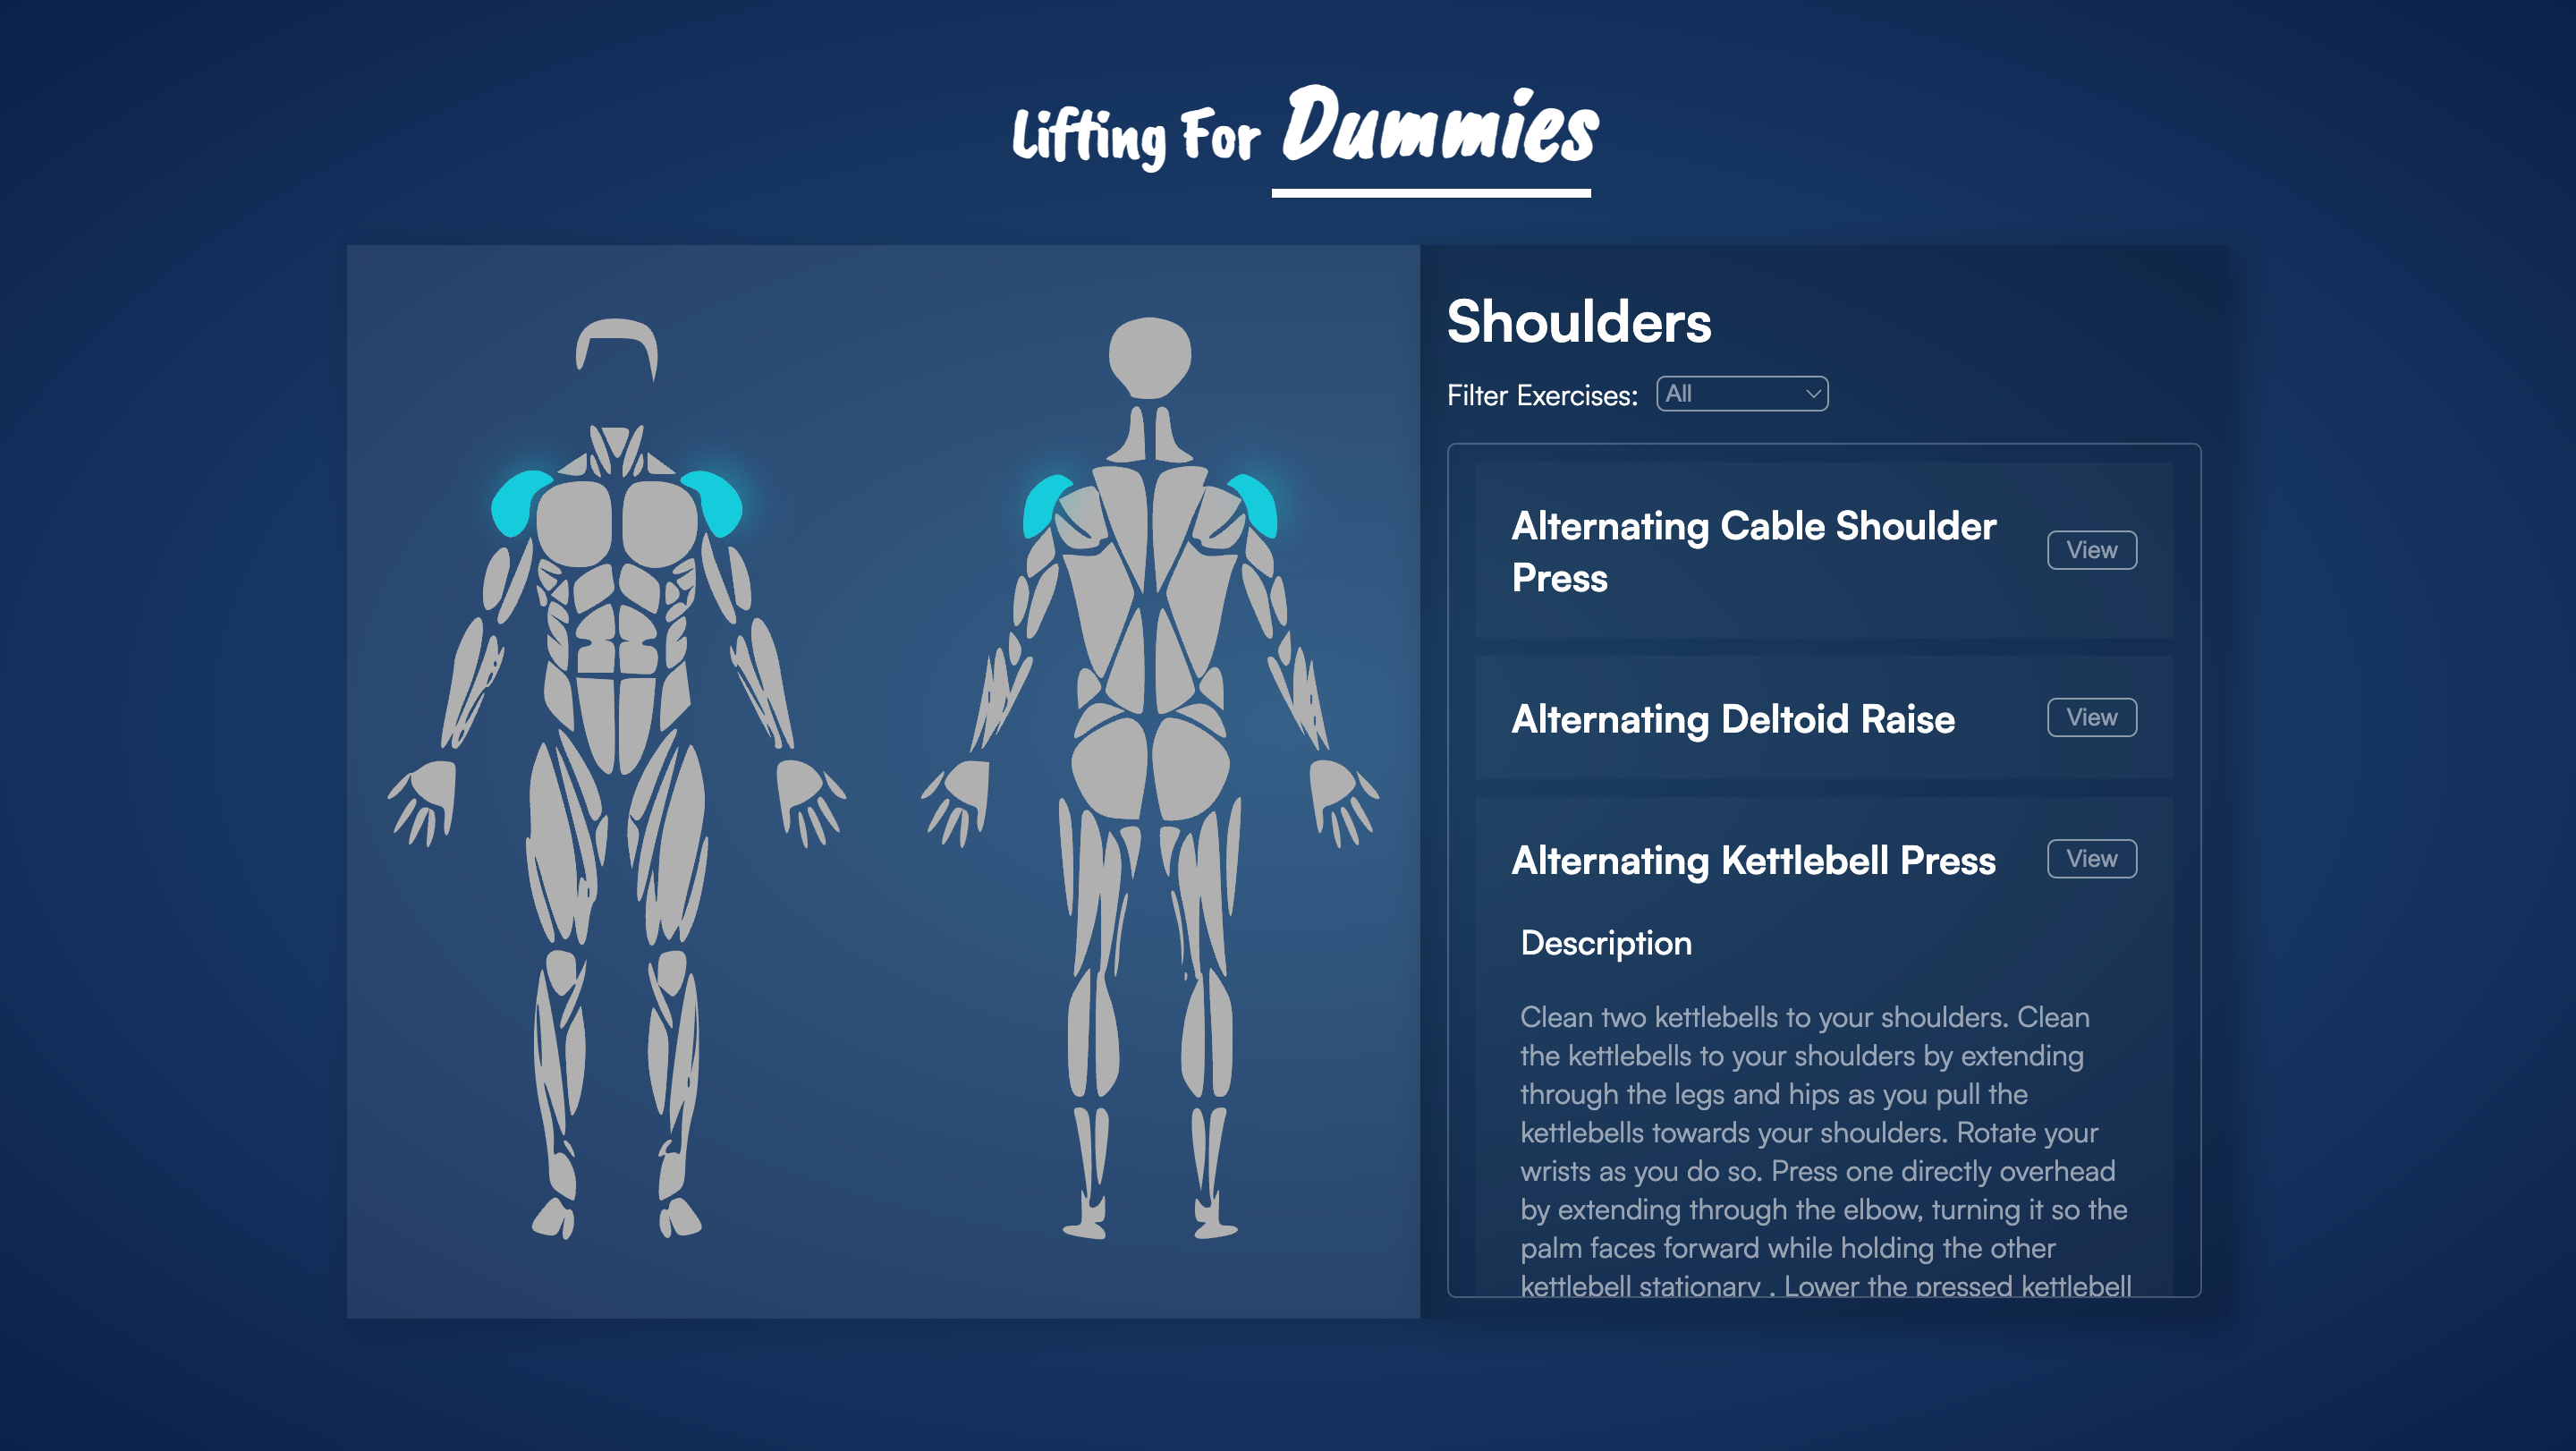 Lifting For Dummies
Shoulders
Filter Exercises: All
Alternating Cable Shoulder
Press
View
Alternating Deltoid Raise
View
Alternating Kettlebell Press
View
Description
Clean two kettlebells to your shoulders. Clean
the kettlebells to your shoulders by extending
through the legs and hips as you pull the
kettlebells towards your shoulders. Rotate your
wrists as you do so. Press one directly overhead
by extending through the elbow, turning it so the
palm faces forward while holding the other
kettlebell stationary . Lower the pressed kettlebell